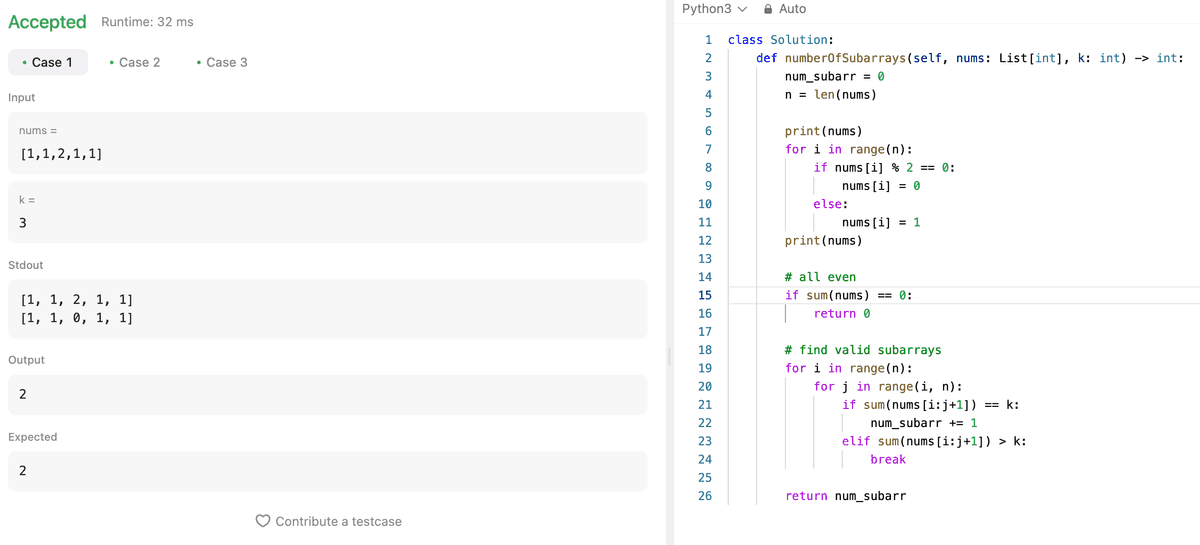 Accepted Runtime: 32 ms
• Case 1 • Case 2 • Case 3
Input
nums =
[1,1,2,1,1]
k =
3
Stdout
[1, 1, 2, 1, 1]
[1, 1, 0, 1, 1]
Output
2
Expected
2
Contribute a testcase
Python3 Auto
1 class Solution:
2     def numberOfSubarrays(self, nums: List[int], k: int) -> int:
3         num_subarr = 0
4         n = len(nums)
5
6         print(nums)
7         for i in range(n):
8             if nums[i] % 2 == 0:
9                 nums[i] = 0
10             else:
11                 nums[i] = 1
12         print(nums)
13
14         # all even
15         if sum(nums) == 0:
16             return 0
17
18         # find valid subarrays
19         for i in range(n):
20             for j in range(i, n):
21                 if sum(nums[i:j+1]) == k:
22                     num_subarr += 1
23                 elif sum(nums[i:j+1]) > k:
24                     break
25
26         return num_subarr